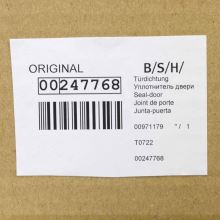 ORIGINAL
00247768
B/S/H/
Türdichtung
Уплотнитель двери
Seal-door
Joint de porte
Junta-puerta
00971179 "/ 1
T0722
00247768